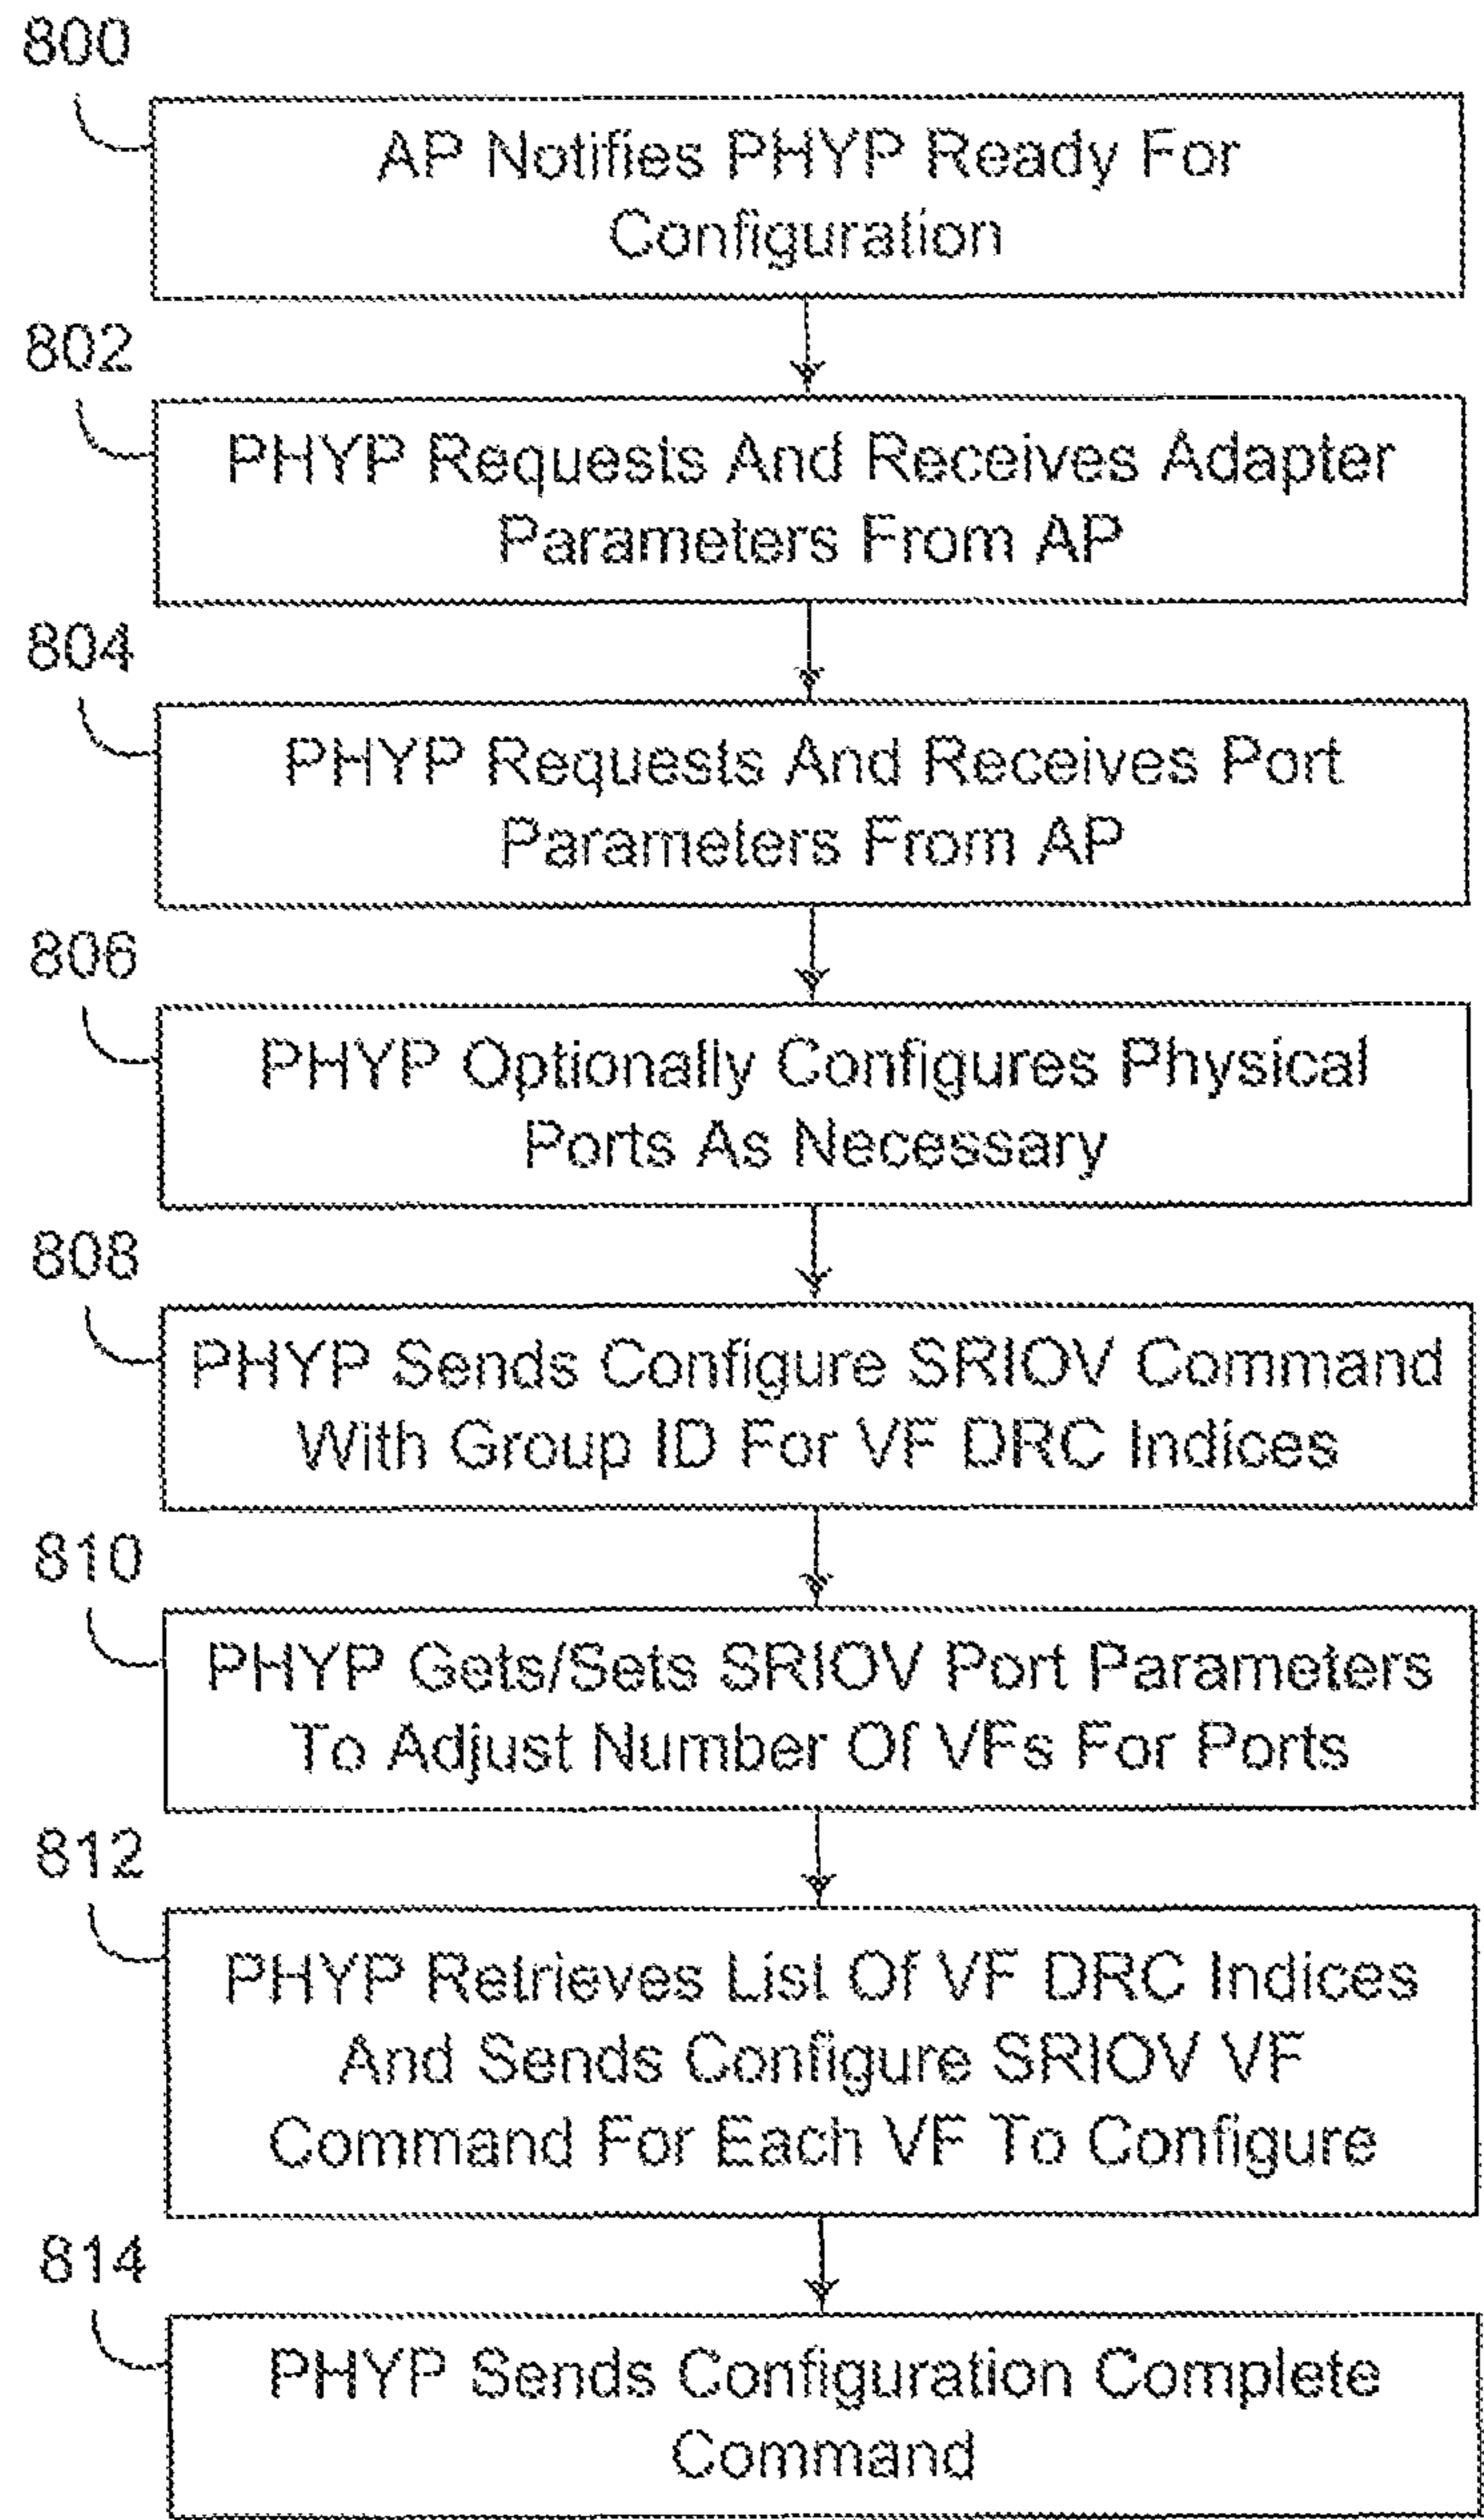 800
AP Notifies PHYP Ready For
Configuration
802
PHYP Requests And Receives Adapter
Parameters From AP
804
PHYP Requests And Receives Port
Parameters From AP
806
PHYP Optionally Configures Physical
Ports As Necessary
808
PHYP Sends Configure SRIOV Command
With Group ID For VF DRC Indices
810
PHYP Gets/Sets SRIOV Port Parameters
To Adjust Number Of VFs For Ports
812
PHYP Retrieves List Of VF DRC Indices
And Sends Configure SRIOV VF
Command For Each VF To Configure
814
PHYP Sends Configuration Complete
Command